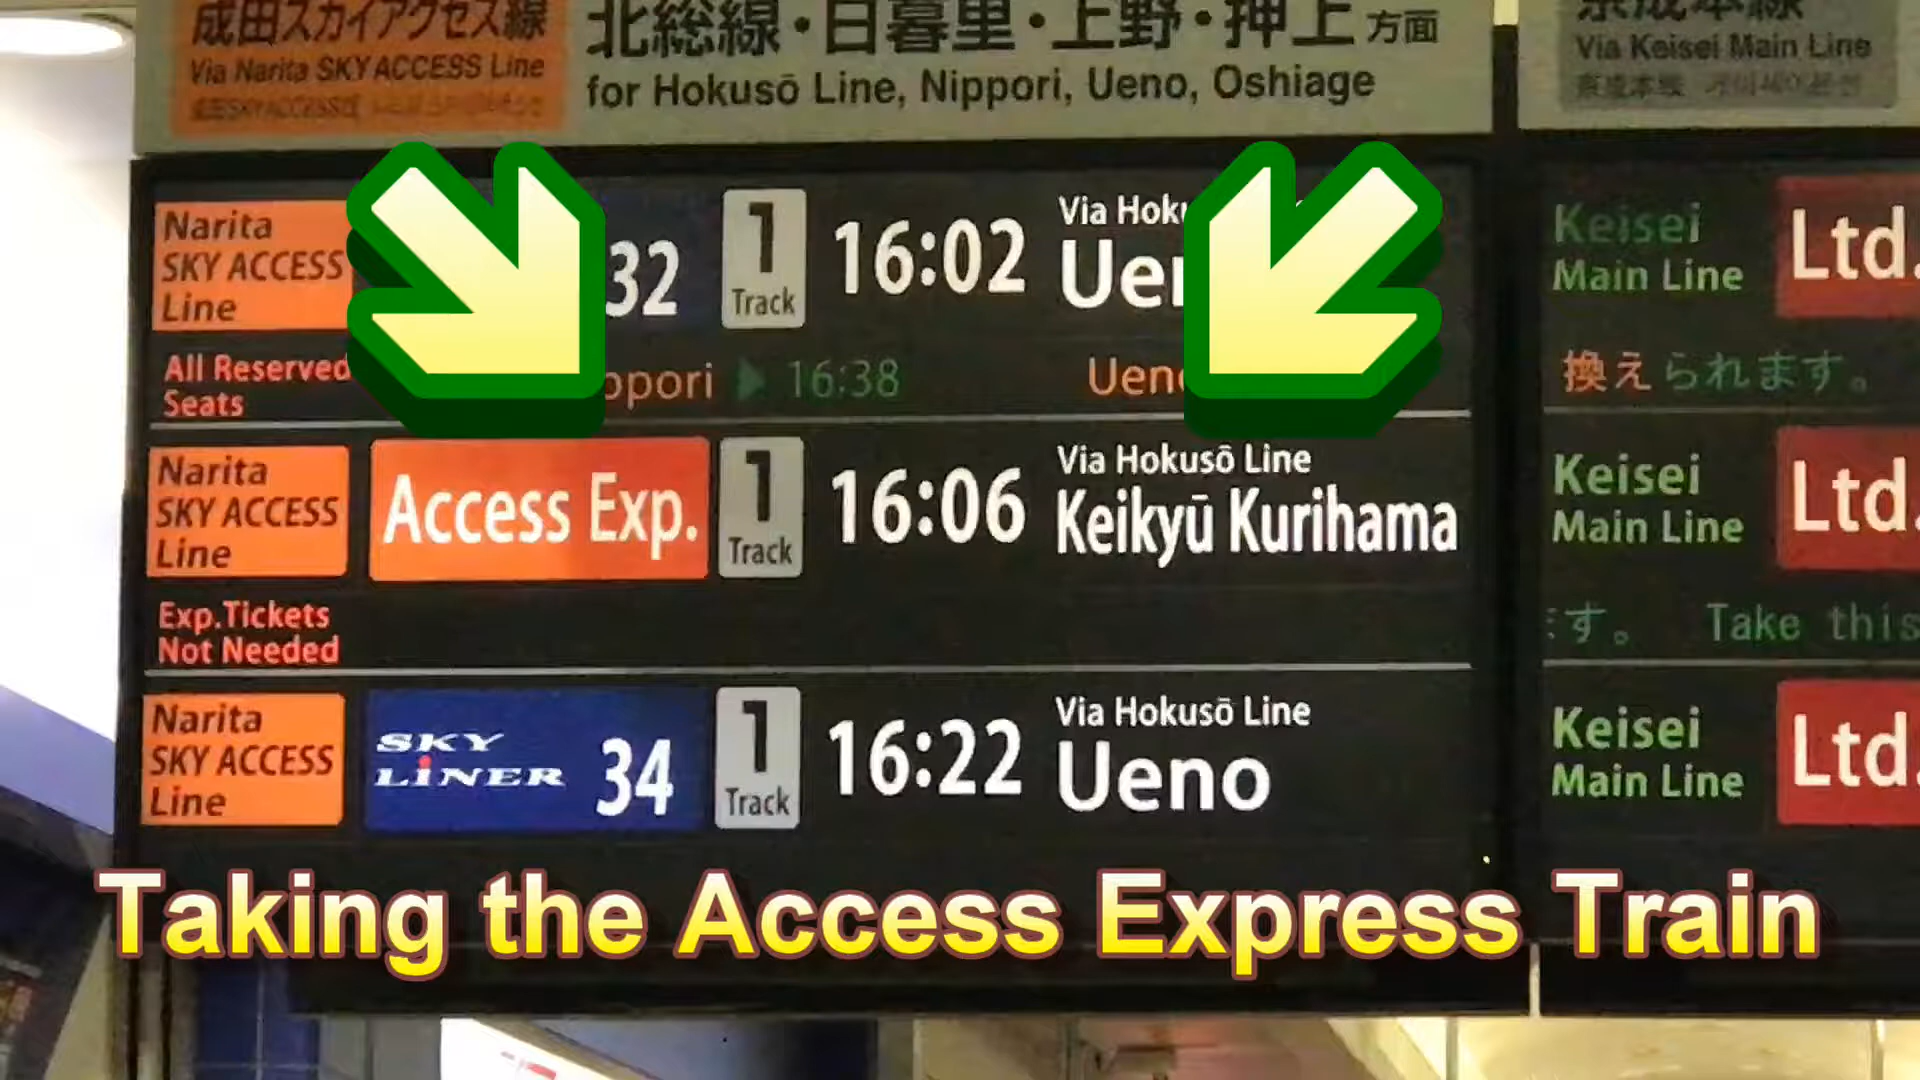 成田スカイアクセス線
Via Narita SKY ACCESS Line
北総線・日暮里・上野・押上方面
for Hokusō Line, Nippori, Ueno, Oshiage
京成本線
Via Keisei Main Line
Narita
SKY ACCESS
Line
32
1
Track
16:02
Via
Ueno
All Reserved
Seats
16:38
Narita
SKY ACCESS
Line
Access Exp.
1
Track
16:06
Via Hokusō Line
Keikyū Kurihama
Exp.Tickets
Not Needed
Narita
SKY ACCESS
Line
SKY
LINER
34
1
Track
16:22
Via Hokusō Line
Ueno
Keisei
Main Line
Ltd.
換えられます。
Keisei
Main Line
Ltd.
す。 Take this
Keisei
Main Line
Ltd.
Taking the Access Express Train